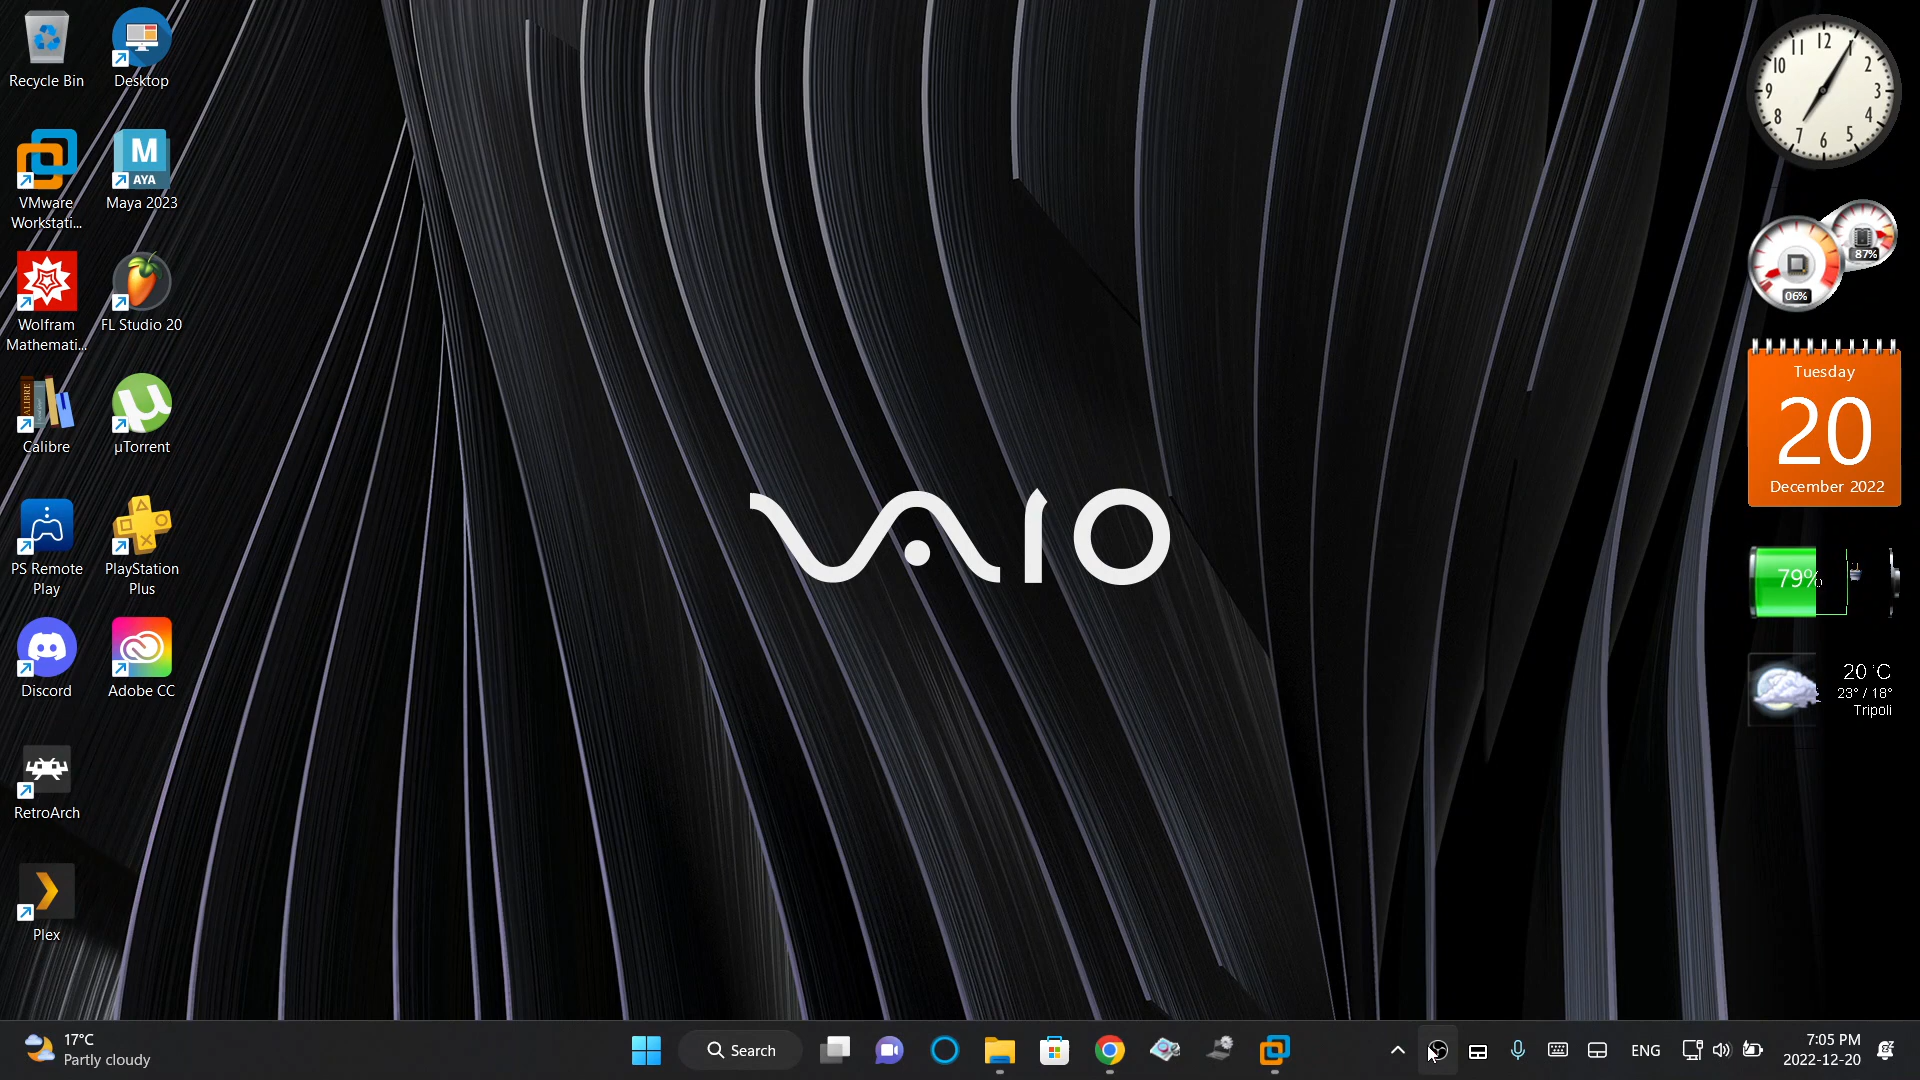 Recycle Bin
Desktop
VMware
Workstati...
M
AYA
Maya 2023
Wolfram
Mathemati...
FL Studio 20
CALIBRE
Calibre
µ
µTorrent
PS Remote
Play
PlayStation
Plus
Discord
Adobe CC
RetroArch
Plex
VAIO
12
1
2
3
4
5
6
7
8
9
10
11
87%
06%
Tuesday
20
December 2022
79%
20°C
23° / 18°
Tripoli
17°C
Partly cloudy
Search
ENG
7:05 PM
2022-12-20